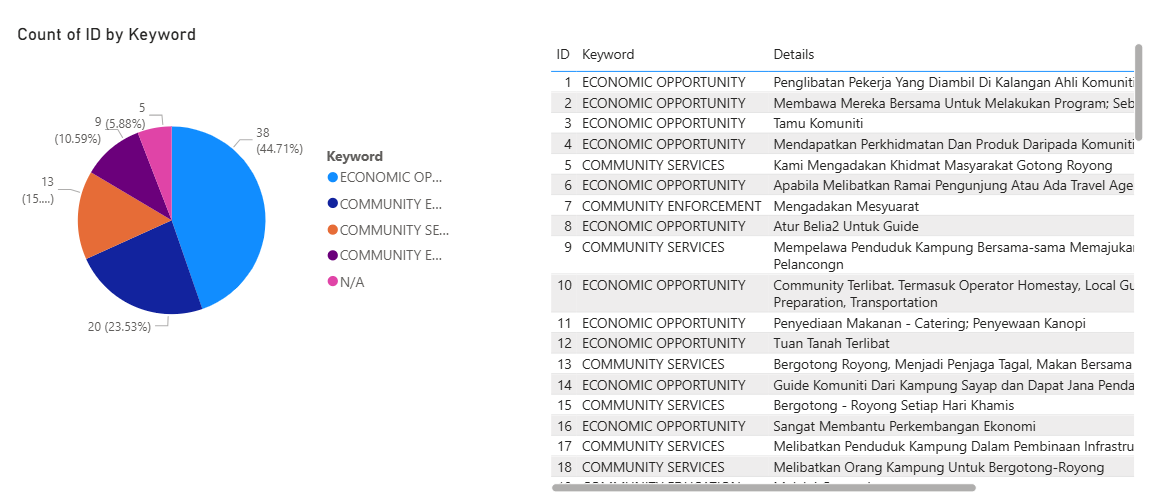 Count of ID by Keyword
5
(5.88%)
9
(10.59%)
38
(44.71%)
13
(15....)
20 (23.53%)
Keyword
ECONOMIC OP...
COMMUNITY E...
COMMUNITY SE...
COMMUNITY E...
N/A
ID Keyword Details
1 ECONOMIC OPPORTUNITY Penglibatan Pekerja Yang Diambil Di Kalangan Ahli Komuniti
2 ECONOMIC OPPORTUNITY Membawa Mereka Bersama Untuk Melakukan Program; Seb
3 ECONOMIC OPPORTUNITY Tamu Komuniti
4 ECONOMIC OPPORTUNITY Mendapatkan Perkhidmatan Dan Produk Daripada Komuniti
5 COMMUNITY SERVICES Kami Mengadakan Khidmat Masyarakat Gotong Royong
6 ECONOMIC OPPORTUNITY Apabila Melibatkan Ramai Pengunjung Atau Ada Travel Age
7 COMMUNITY ENFORCEMENT Mengadakan Mesyuarat
8 ECONOMIC OPPORTUNITY Atur Belia2 Untuk Guide
9 COMMUNITY SERVICES Mempelawa Penduduk Kampung Bersama-sama Memajukan
Pelancongn
10 ECONOMIC OPPORTUNITY Community Terlibat. Termasuk Operator Homestay, Local Gu
Preparation, Transportation
11 ECONOMIC OPPORTUNITY Penyediaan Makanan - Catering; Penyewaan Kanopi
12 ECONOMIC OPPORTUNITY Tuan Tanah Terlibat
13 COMMUNITY SERVICES Bergotong Royong, Menjadi Penjaga Tagal, Makan Bersama
14 ECONOMIC OPPORTUNITY Guide Komuniti Dari Kampung Sayap dan Dapat Jana Penda
15 COMMUNITY SERVICES Bergotong - Royong Setiap Hari Khamis
16 ECONOMIC OPPORTUNITY Sangat Membantu Perkembangan Ekonomi
17 COMMUNITY SERVICES Melibatkan Penduduk Kampung Dalam Pembinaan Infrastru
18 COMMUNITY SERVICES Melibatkan Orang Kampung Untuk Bergotong-Royong